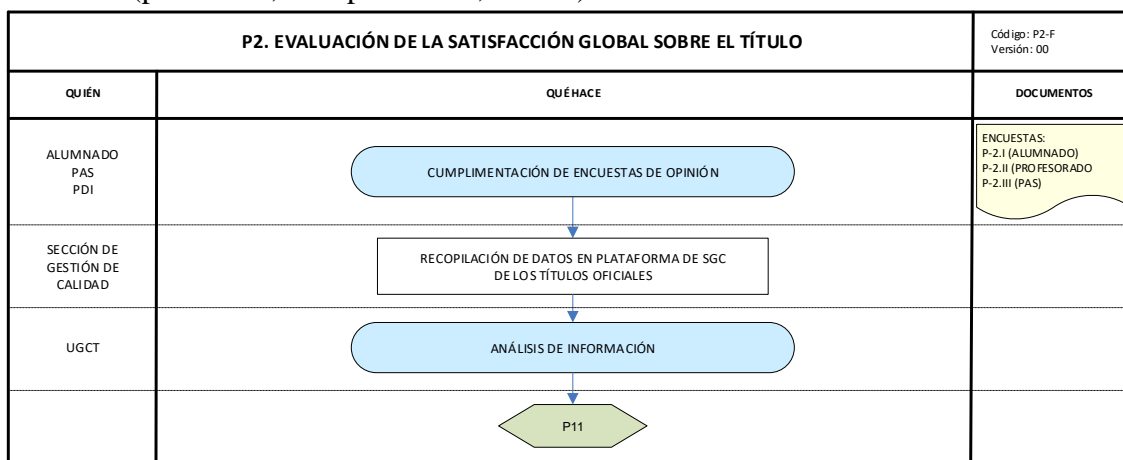 P2. EVALUACIÓN DE LA SATISFACCIÓN GLOBAL SOBRE EL TÍTULO
Código: P2-F
Versión: 00
QUIÉN
QUÉ HACE
DOCUMENTOS
ALUMNADO
PAS
PDI
CUMPLIMENTACIÓN DE ENCUESTAS DE OPINIÓN
ENCUESTAS:
P-2.I (ALUMNADO)
P-2.II (PROFESORADO
P-2.III (PAS)
SECCIÓN DE
GESTIÓN DE
CALIDAD
RECOPILACIÓN DE DATOS EN PLATAFORMA DE SGC
DE LOS TÍTULOS OFICIALES
UGCT
ANÁLISIS DE INFORMACIÓN
P11